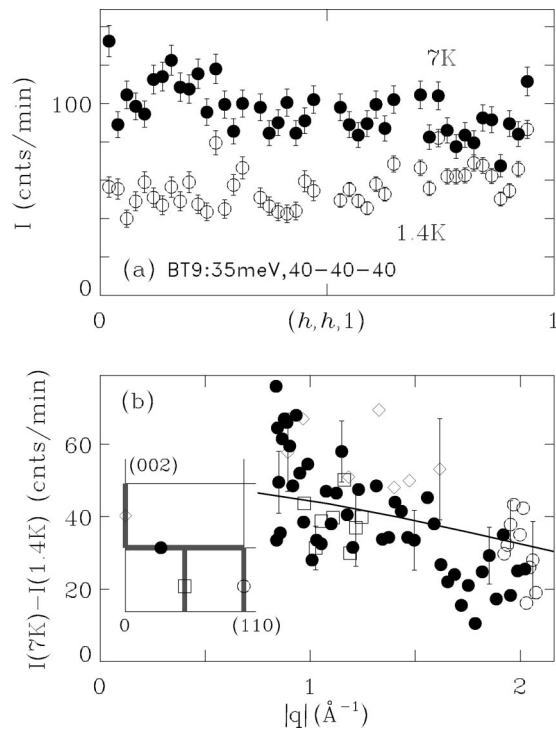 I (cnts/min)
100
0
7K
1.4K
(a) BT9:35meV,40−40−40
0
(h,h,1)
1
I(7K)−I(1.4K) (cnts/min)
60
40
20
0
(b)
(002)
0
(110)
0
1
2
|q| (Å⁻¹)